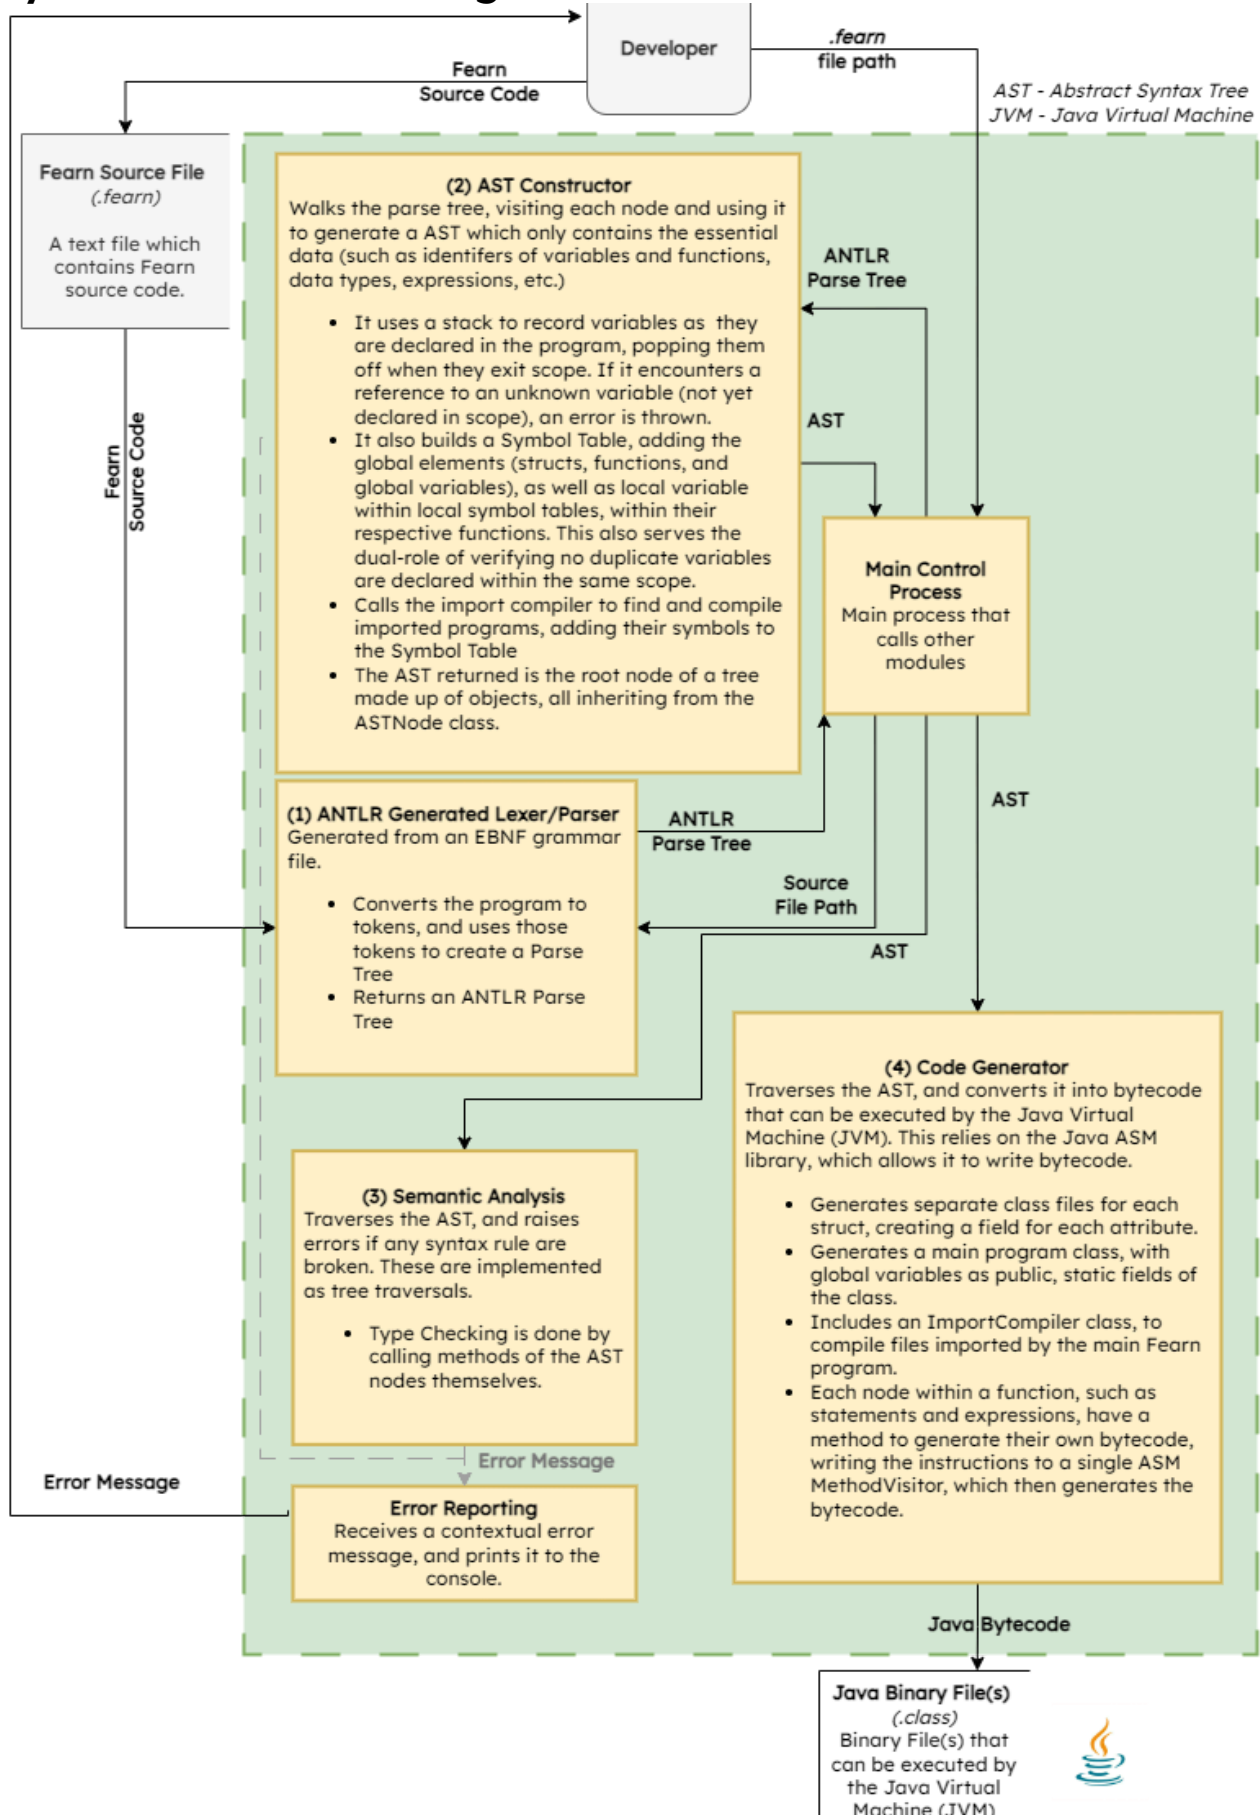 Developer
.fearn
file path
Fearn
Source Code
AST - Abstract Syntax Tree
JVM - Java Virtual Machine
Fearn Source File
(.fearn)
A text file which
contains Fearn
source code.
Fearn
Source Code
(2) AST Constructor
Walks the parse tree, visiting each node and using it
to generate a AST which only contains the essential
data (such as identifers of variables and functions,
data types, expressions, etc.)
• It uses a stack to record variables as they
are declared in the program, popping them
off when they exit scope. If it encounters a
reference to an unknown variable (not yet
declared in scope), an error is thrown.
• It also builds a Symbol Table, adding the
global elements (structs, functions, and
global variables), as well as local variable
within local symbol tables, within their
respective functions. This also serves the
dual-role of verifying no duplicate variables
are declared within the same scope.
• Calls the import compiler to find and compile
imported programs, adding their symbols to
the Symbol Table
• The AST returned is the root node of a tree
made up of objects, all inheriting from the
ASTNode class.
ANTLR
Parse Tree
AST
Main Control
Process
Main process that
calls other
modules
(1) ANTLR Generated Lexer/Parser
Generated from an EBNF grammar
file.
• Converts the program to
tokens, and uses those
tokens to create a Parse
Tree
• Returns an ANTLR Parse
Tree
ANTLR
Parse Tree
Source
File Path
AST
AST
(3) Semantic Analysis
Traverses the AST, and raises
errors if any syntax rule are
broken. These are implemented
as tree traversals.
• Type Checking is done by
calling methods of the AST
nodes themselves.
(4) Code Generator
Traverses the AST, and converts it into bytecode
that can be executed by the Java Virtual
Machine (JVM). This relies on the Java ASM
library, which allows it to write bytecode.
• Generates separate class files for each
struct, creating a field for each attribute.
• Generates a main program class, with
global variables as public, static fields of
the class.
• Includes an ImportCompiler class, to
compile files imported by the main Fearn
program.
• Each node within a function, such as
statements and expressions, have a
method to generate their own bytecode,
writing the instructions to a single ASM
MethodVisitor, which then generates the
bytecode.
Error Message
Error Message
Error Reporting
Receives a contextual error
message, and prints it to the
console.
Java Bytecode
Java Binary File(s)
(.class)
Binary File(s) that
can be executed by
the Java Virtual
Machine (JVM)